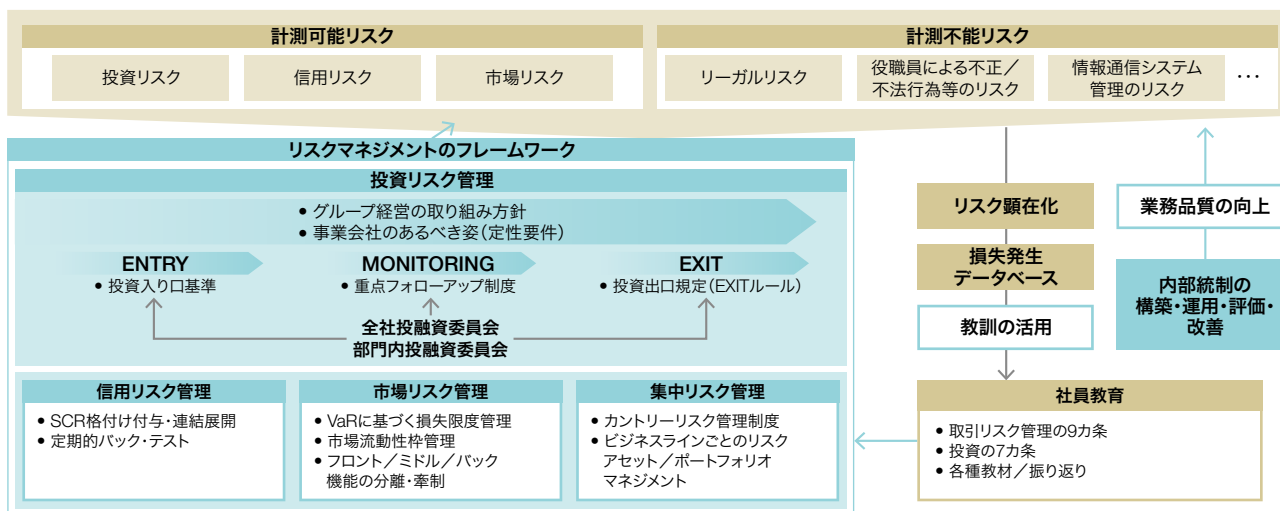 計測可能リスク
投資リスク
信用リスク
市場リスク
計測不能リスク
リーガルリスク
役職員による不正／
不法行為等のリスク
情報通信システム
管理のリスク
…
リスクマネジメントのフレームワーク
投資リスク管理
• グループ経営の取り組み方針
• 事業会社のあるべき姿（定性要件）
ENTRY
• 投資入り口基準
MONITORING
• 重点フォローアップ制度
EXIT
• 投資出口規定（EXITルール）
全社投融資委員会
部門内投融資委員会
信用リスク管理
• SCR格付け付与・連結展開
• 定期的バック・テスト
市場リスク管理
• VaRに基づく損失限度管理
• 市場流動性枠管理
• フロント／ミドル／バック
機能の分離・牽制
集中リスク管理
• カントリーリスク管理制度
• ビジネスラインごとのリスク
アセット／ポートフォリオ
マネジメント
リスク顕在化
損失発生
データベース
教訓の活用
社員教育
• 取引リスク管理の9カ条
• 投資の7カ条
• 各種教材／振り返り
業務品質の向上
内部統制の
構築・運用・評価・
改善